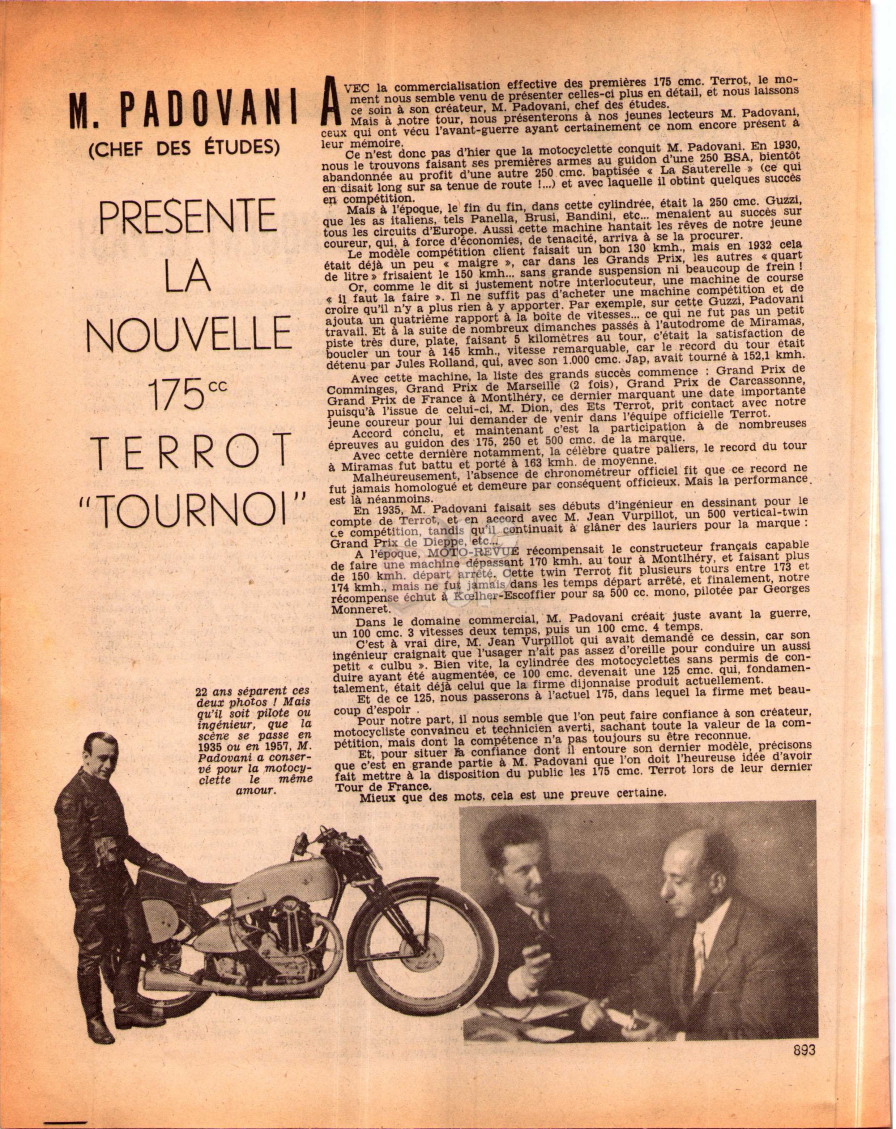 M. PADOVANI
(CHEF DES ÉTUDES)
PRESENTE
LA
NOUVELLE
175cc
TERROT
“TOURNOI”
AVEC la commercialisation effective des premières 175 cmc. Terrot, le mo-
ment nous semble venu de présenter celles-ci plus en détail, et nous laissons
ce soin à son créateur, M. Padovani, chef des études.
Mais à notre tour, nous présenterons à nos jeunes lecteurs M. Padovani,
ceux qui ont vécu l'avant-guerre ayant certainement ce nom encore présent à
leur mémoire.
Ce n'est donc pas d'hier que la motocyclette conquit M. Padovani. En 1930,
nous le trouvons faisant ses premières armes au guidon d'une 250 BSA, bientôt
abandonnée au profit d'une autre 250 cmc. baptisée « La Sauterelle » (ce qui
en disait long sur sa tenue de route !...) et avec laquelle il obtint quelques succés
en compétition.
Mais à l'époque, le fin du fin, dans cette cylindrée, était la 250 cmc. Guzzi,
que les as italiens, tels Panella, Brusi, Bandini, etc... menaient au succès sur
tous les circuits d'Europe. Aussi cette machine hantait les rêves de notre jeune
coureur, qui, à force d'économies, de tenacité, arriva à se la procurer.
Le modèle compétition client faisait un bon 130 kmh., mais en 1932 cela
était déjà un peu « maigre », car dans les Grands Prix, les autres « quart
de litre » frisaient le 150 kmh... sans grande suspension ni beaucoup de frein !
Or, comme le dit si justement notre interlocuteur, une machine de course
« il faut la faire ». Il ne suffit pas d'acheter une machine compétition et de
croire qu'il n'y a plus rien à y apporter. Par exemple, sur cette Guzzi, Padovani
ajouta un quatrième rapport à la boîte de vitesses... ce qui ne fut pas un petit
travail. Et à la suite de nombreux dimanches passés à l'autodrome de Miramas,
piste très dure, plate, faisant 5 kilomètres au tour, c'était la satisfaction de
boucler un tour à 145 kmh., vitesse remarquable, car le record du tour était
détenu par Jules Rolland, qui, avec son 1.000 cmc. Jap, avait tourné à 152,1 kmh.
Avec cette machine, la liste des grands succès commence : Grand Prix de
Comminges, Grand Prix de Marseille (2 fois), Grand Prix de Carcassonne,
Grand Prix de France à Montlhéry, ce dernier marquant une date importante
puisqu'à l'issue de celui-ci, M. Dion, des Ets Terrot, prit contact avec notre
jeune coureur pour lui demander de venir dans l'équipe officielle Terrot.
Accord conclu, et maintenant c'est la participation à de nombreuses
épreuves au guidon des 175, 250 et 500 cmc. de la marque.
Avec cette dernière notamment, la célèbre quatre paliers, le record du tour
à Miramas fut battu et porté à 163 kmh. de moyenne.
Malheureusement, l'absence de chronométreur officiel fit que ce record ne
fut jamais homologué et demeure par conséquent officieux. Mais la performance
est là néanmoins.
En 1935, M. Padovani faisait ses débuts d'ingénieur en dessinant pour le
compte de Terrot, et en accord avec M. Jean Vurpillot, un 500 vertical-twin
de compétition, tandis qu'il continuait à glâner des lauriers pour la marque :
Grand Prix de Dieppe, etc...
A l'époque, MOTO-REVUE récompensait le constructeur français capable
de faire une machine dépassant 170 kmh. au tour à Montlhéry, et faisant plus
de 150 kmh. départ arrêté. Cette twin Terrot fit plusieurs tours entre 173 et
174 kmh., mais ne fut jamais dans les temps départ arrêté, et finalement, notre
récompense échut à Kœlher-Escoffier pour sa 500 cc. mono, pilotée par Georges
Monneret.
Dans le domaine commercial, M. Padovani créait juste avant la guerre,
un 100 cmc. 3 vitesses deux temps, puis un 100 cmc. 4 temps.
C'est à vrai dire, M. Jean Vurpillot qui avait demandé ce dessin, car son
ingénieur craignait que l'usager n'ait pas assez d'oreille pour conduire un aussi
petit « culbu ». Bien vite, la cylindrée des motocyclettes sans permis de con-
duire ayant été augmentée, ce 100 cmc. devenait une 125 cmc. qui, fondamen-
talement, était déjà celui que la firme dijonnaise produit actuellement.
Et de ce 125, nous passerons à l'actuel 175, dans lequel la firme met beau-
coup d'espoir .
Pour notre part, il nous semble que l'on peut faire confiance à son créateur,
motocycliste convaincu et technicien averti, sachant toute la valeur de la com-
pétition, mais dont la compétence n'a pas toujours su être reconnue.
Et, pour situer la confiance dont il entoure son dernier modèle, précisons
que c'est en grande partie à M. Padovani que l'on doit l'heureuse idée d'avoir
fait mettre à la disposition du public les 175 cmc. Terrot lors de leur dernier
Tour de France.
Mieux que des mots, cela est une preuve certaine.
22 ans séparent ces
deux photos ! Mais
qu'il soit pilote ou
ingénieur, que la
scène se passe en
1935 ou en 1957, M.
Padovani a conser-
vé pour la motocy-
clette le même
amour.
893